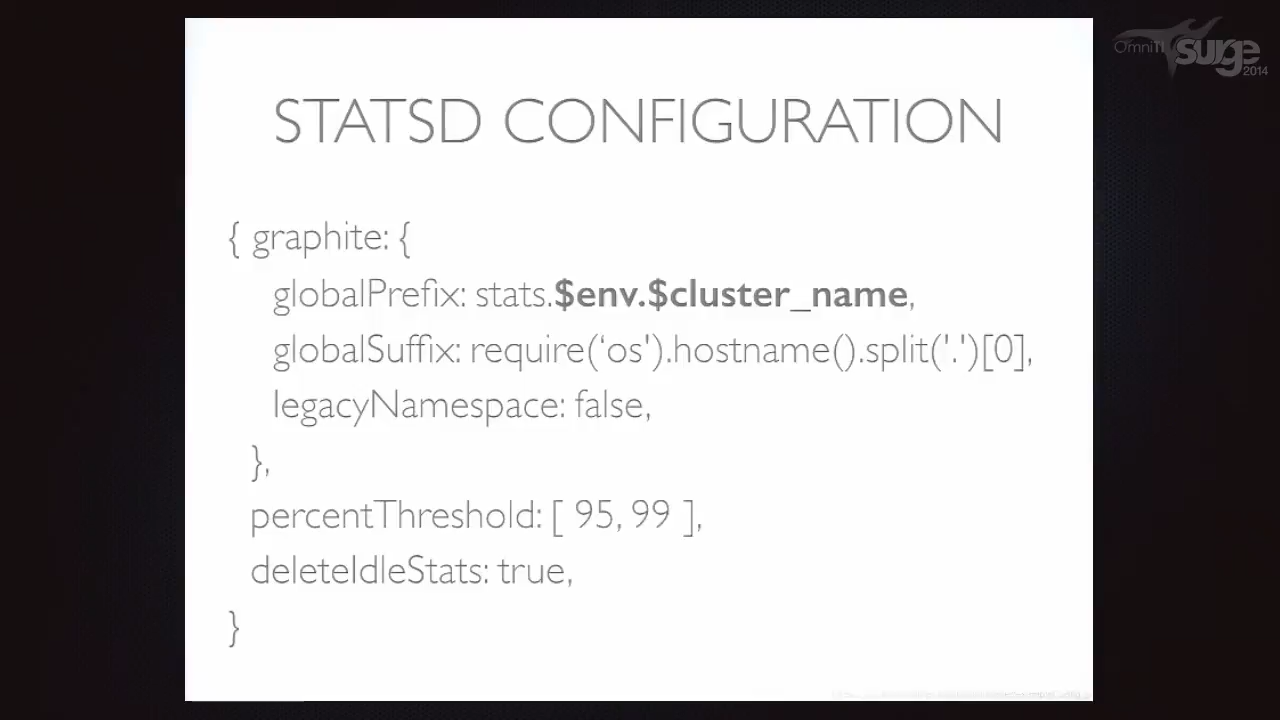 OmniTI surge 2014
STATSD CONFIGURATION
{ graphite: {
globalPrefix: stats.$env.$cluster_name,
globalSuffix: require(‘os').hostname().split('.')[0],
legacyNamespace: false,
},
percentThreshold: [ 95, 99 ],
deleteIdleStats: true,
}